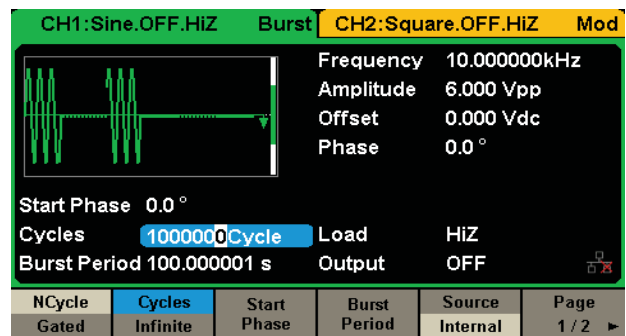 CH1:Sine.OFF.HiZ Burst CH2:Square.OFF.HiZ Mod
Frequency 10.000000kHz
Amplitude 6.000 Vpp
Offset 0.000 Vdc
Phase 0.0 °
Start Phase 0.0 °
Cycles 1000000Cycle Load HiZ
Burst Period 100.000001 s Output OFF
NCycle Cycles Start Burst Source Page
Gated Infinite Phase Period Internal 1/2 ►